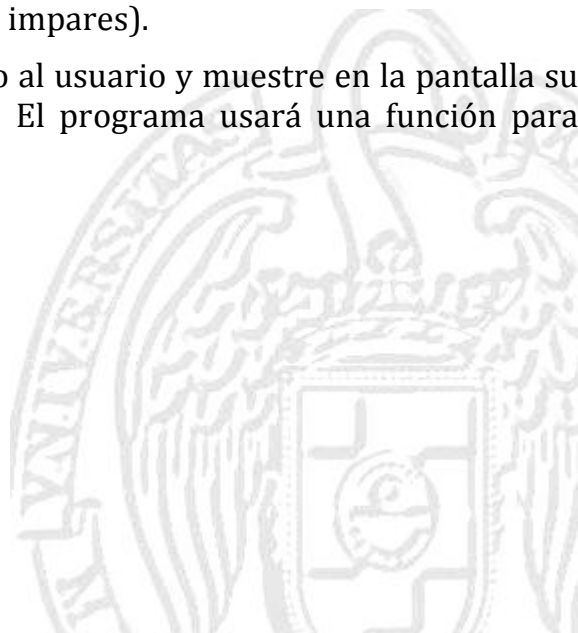 impares).
o al usuario y muestre en la pantalla su
El programa usará una función para